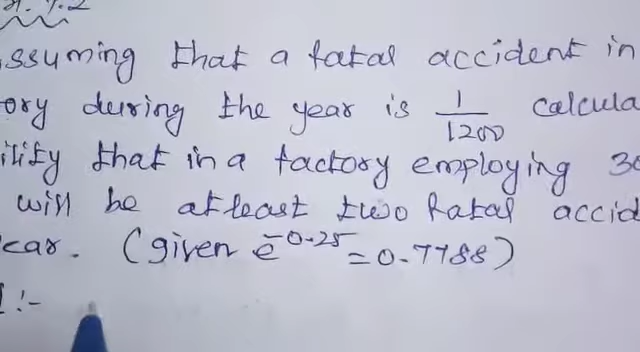 ssuming that a fatal accident in
ory during the year is 1/1200 calcula
ility that in a factory employing 30
will be atleast two fatal accid
ear. (given e^-0.25 = 0.7788)
:-